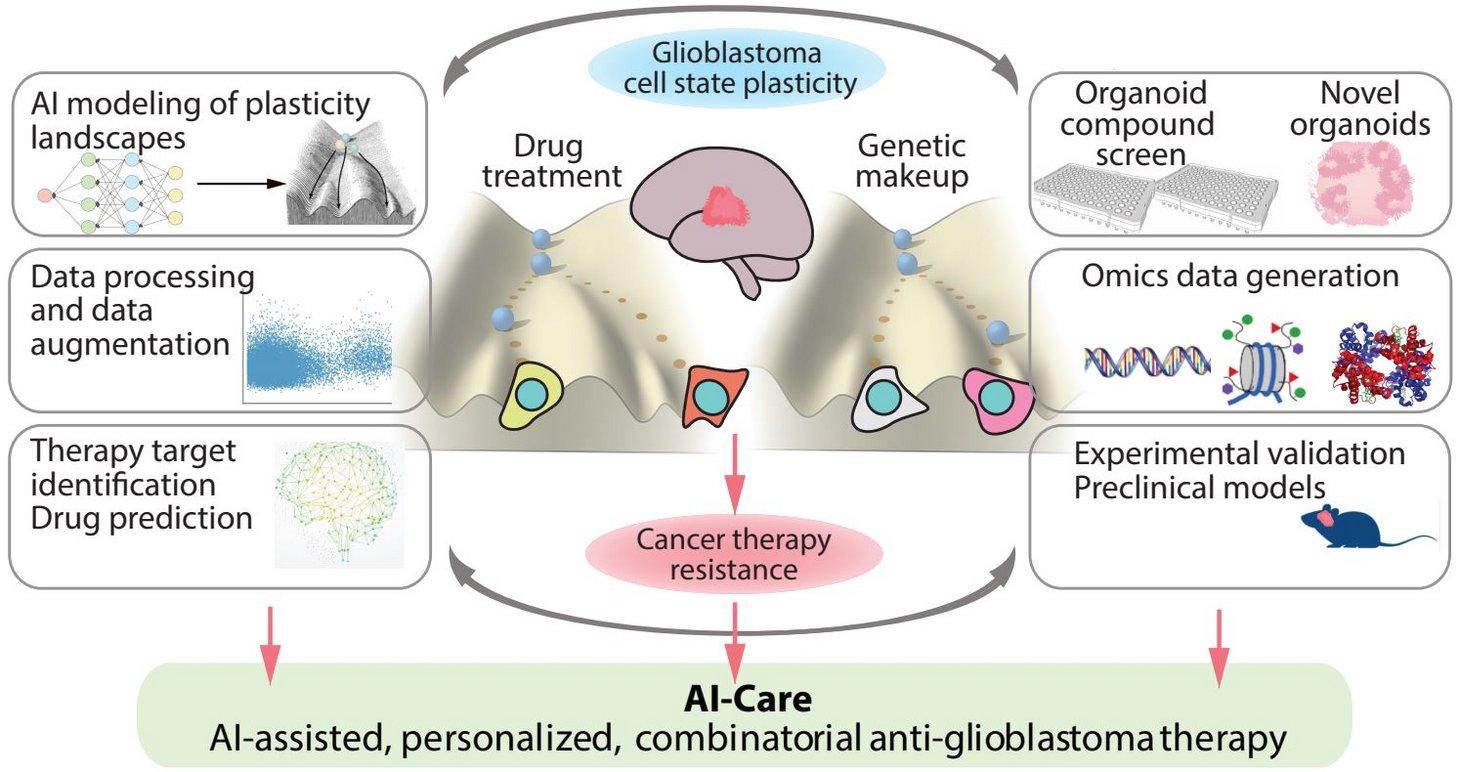 Glioblastoma
cell state plasticity
AI modeling of plasticity
landscapes
Data processing
and data
augmentation
Therapy target
identification
Drug prediction
Drug
treatment
Genetic
makeup
Organoid
compound
screen
Novel
organoids
Omics data generation
Experimental validation
Preclinical models
Cancer therapy
resistance
AI-Care
AI-assisted, personalized, combinatorial anti-glioblastoma therapy